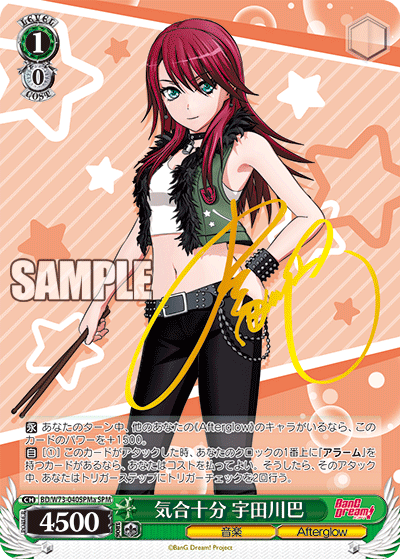 LEVEL
1
0
COST
SAMPLE
永 あなたのターン中、他のあなたの《Afterglow》のキャラがいるなら、この
カードのパワーを＋1500。
自 [①] このカードがアタックした時、あなたのクロックの1番上に「アラーム」を
持つカードがあるなら、あなたはコストを払ってよい。そうしたら、そのアタック
中、あなたはトリガーステップにトリガーチェックを2回行う。
CH BD/W73-040SPMa SPM
4500
気合十分 宇田川巴
BanG Dream!
音楽
Afterglow
©BanG Dream! Project